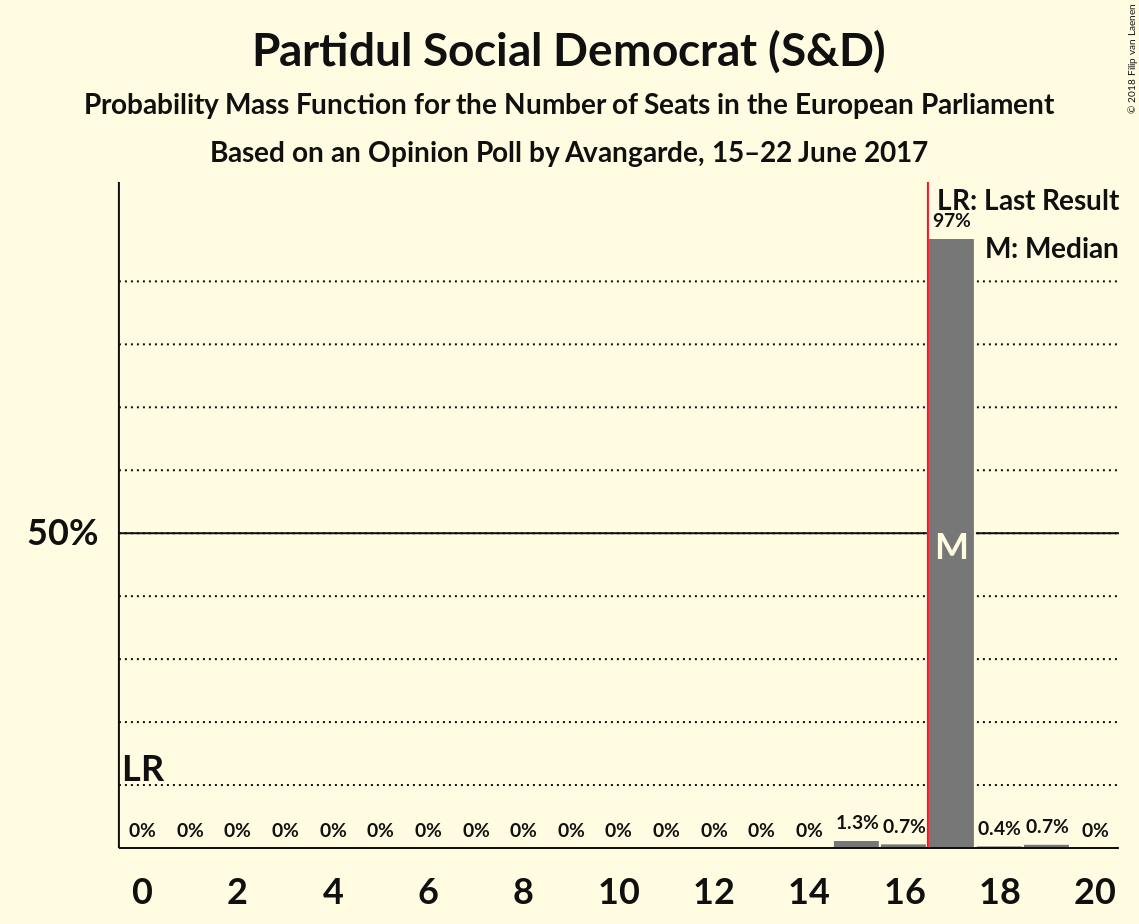 Partidul Social Democrat (S&D)
Probability Mass Function for the Number of Seats in the European Parliament
Based on an Opinion Poll by Avangarde, 15–22 June 2017
© 2018 Filip van Laenen
LR: Last Result
97%
M: Median
50%
M
LR
0% 0% 0% 0% 0% 0% 0% 0% 0% 0% 0% 0% 0% 0% 0% 1.3% 0.7% 0.4% 0.7% 0%
0 2 4 6 8 10 12 14 16 18 20